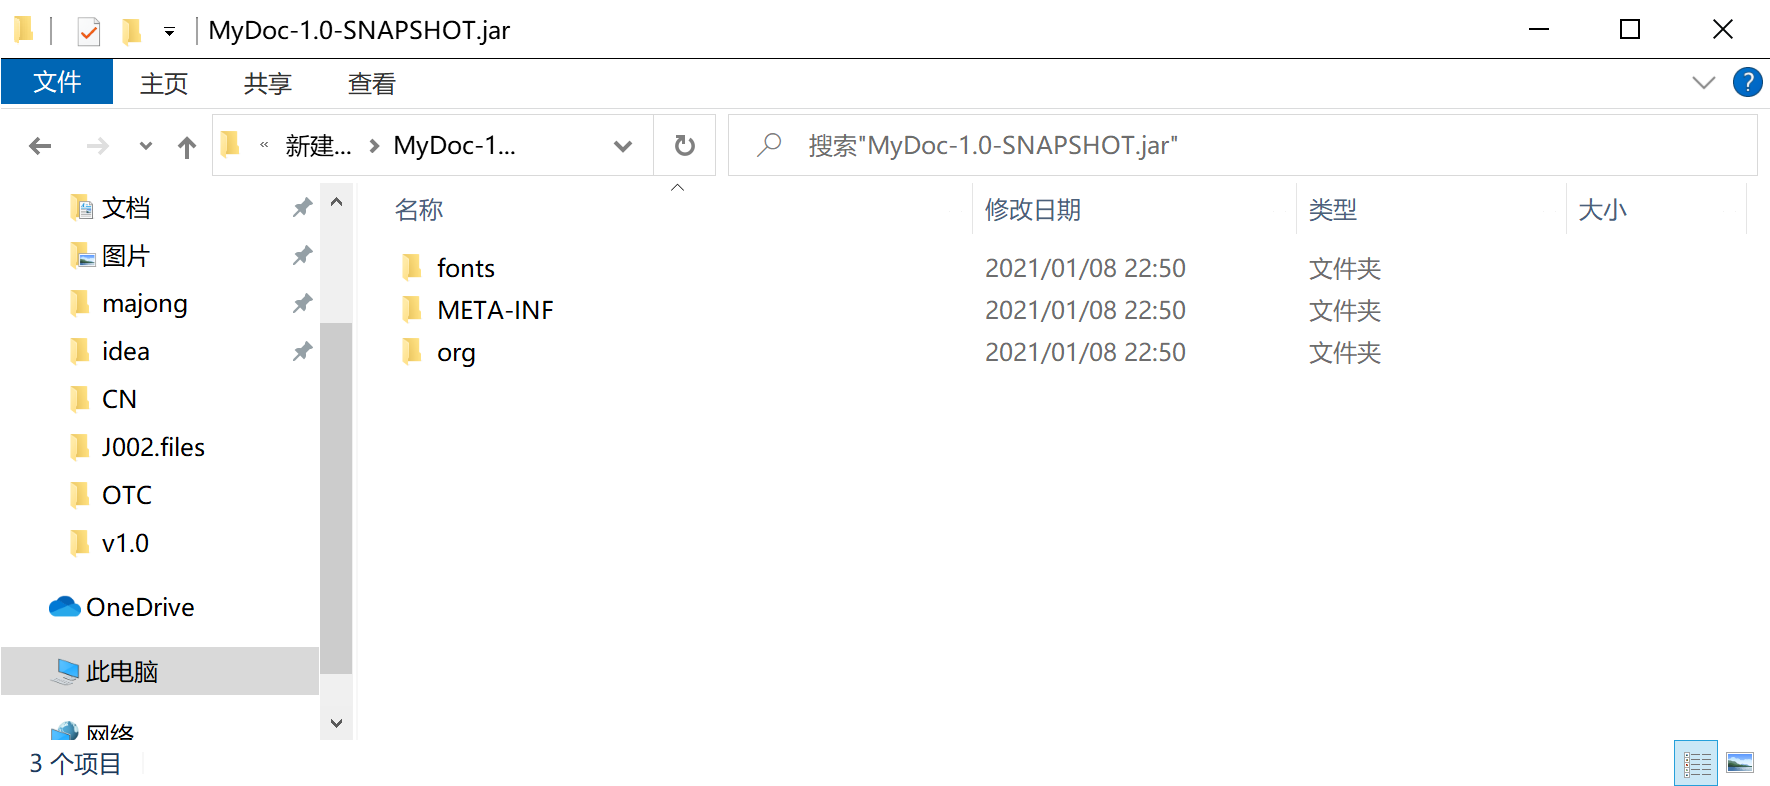 MyDoc-1.0-SNAPSHOT.jar
文件 主页 共享 查看 ?
« 新建... MyDoc-1... 搜索"MyDoc-1.0-SNAPSHOT.jar"
文档
图片
majong
idea
CN
J002.files
OTC
v1.0
OneDrive
此电脑
网络
名称 修改日期 类型 大小
fonts 2021/01/08 22:50 文件夹
META-INF 2021/01/08 22:50 文件夹
org 2021/01/08 22:50 文件夹
3 个项目